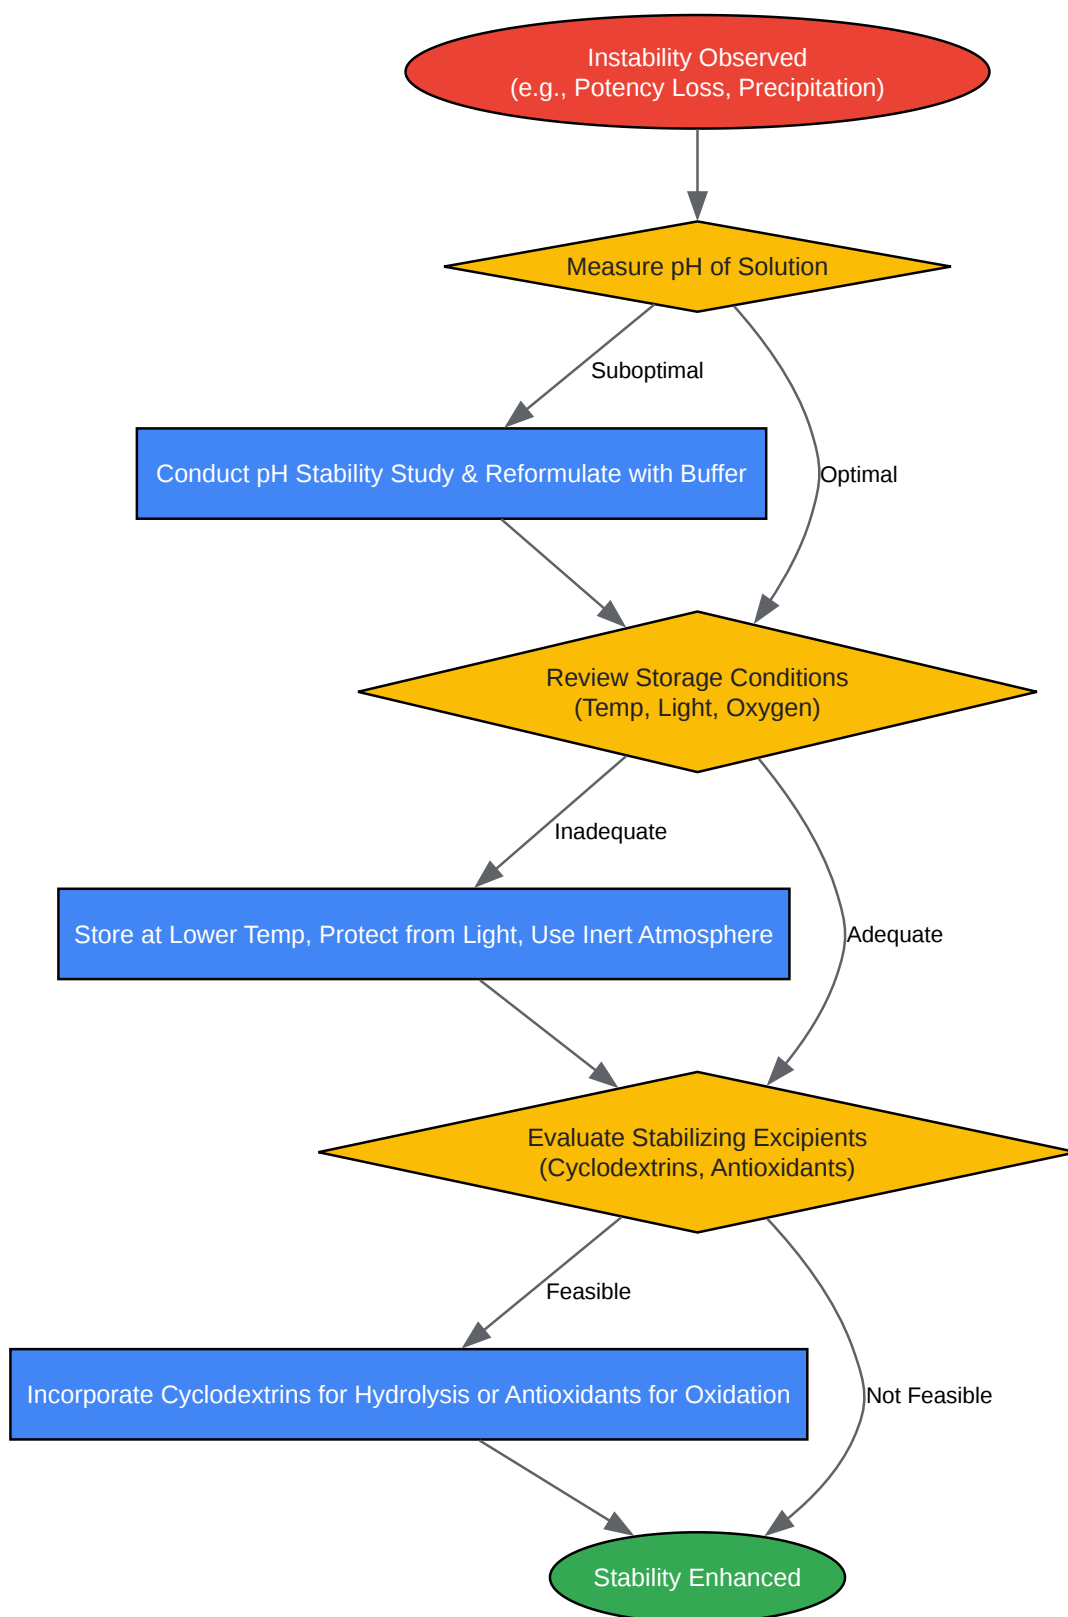 Instability Observed
(e.g., Potency Loss, Precipitation)
Measure pH of Solution
Suboptimal
Conduct pH Stability Study & Reformulate with Buffer
Optimal
Review Storage Conditions
(Temp, Light, Oxygen)
Inadequate
Store at Lower Temp, Protect from Light, Use Inert Atmosphere
Adequate
Evaluate Stabilizing Excipients
(Cyclodextrins, Antioxidants)
Feasible
Incorporate Cyclodextrins for Hydrolysis or Antioxidants for Oxidation
Not Feasible
Stability Enhanced